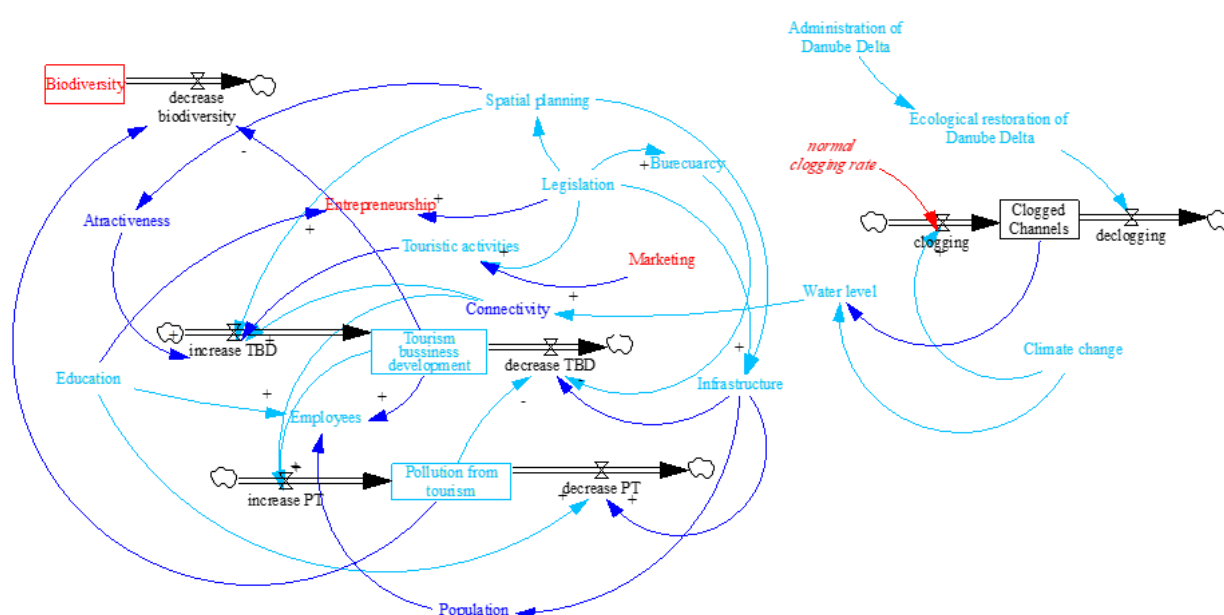 Administration of
Danube Delta
Biodiversity
decrease
biodiversity
-
Spatial planning
Ecological restoration of
Danube Delta
normal
clogging rate
+
Burecuarcy
Legislation
Atractiveness
Entrepreneurship
+
+
Clogged
Channels
clogging
+
declogging
Touristic activities
+
Marketing
+
Connectivity
Water level
+
increase TBD
+
Tourism
bussiness
development
decrease TBD
-
+
Infrastructure
Climate change
Education
+
Employees
+
-
+
increase PT
Pollution from
tourism
decrease PT
+
+
Population